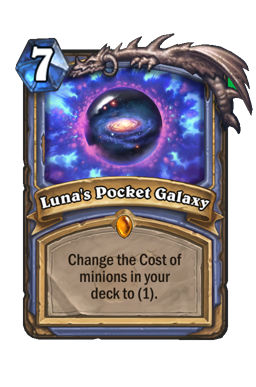 7
Luna's Pocket Galaxy
Change the Cost of
minions in your
deck to (1).